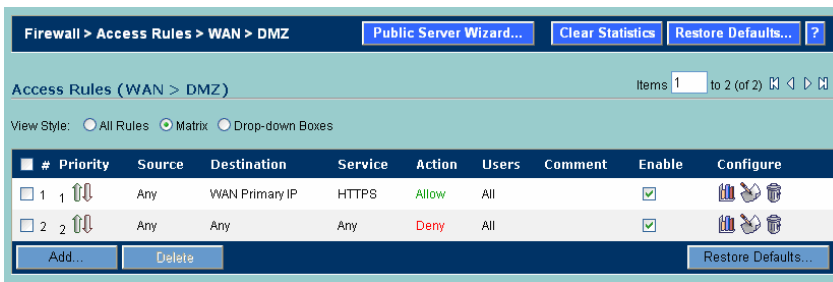 Firewall > Access Rules > WAN > DMZ Public Server Wizard... Clear Statistics Restore Defaults... ?
Access Rules (WAN > DMZ) Items 1 to 2 (of 2)
View Style: All Rules Matrix Drop-down Boxes
# Priority Source Destination Service Action Users Comment Enable Configure
1 1 Any WAN Primary IP HTTPS Allow All
2 2 Any Any Any Deny All
Add... Delete Restore Defaults...